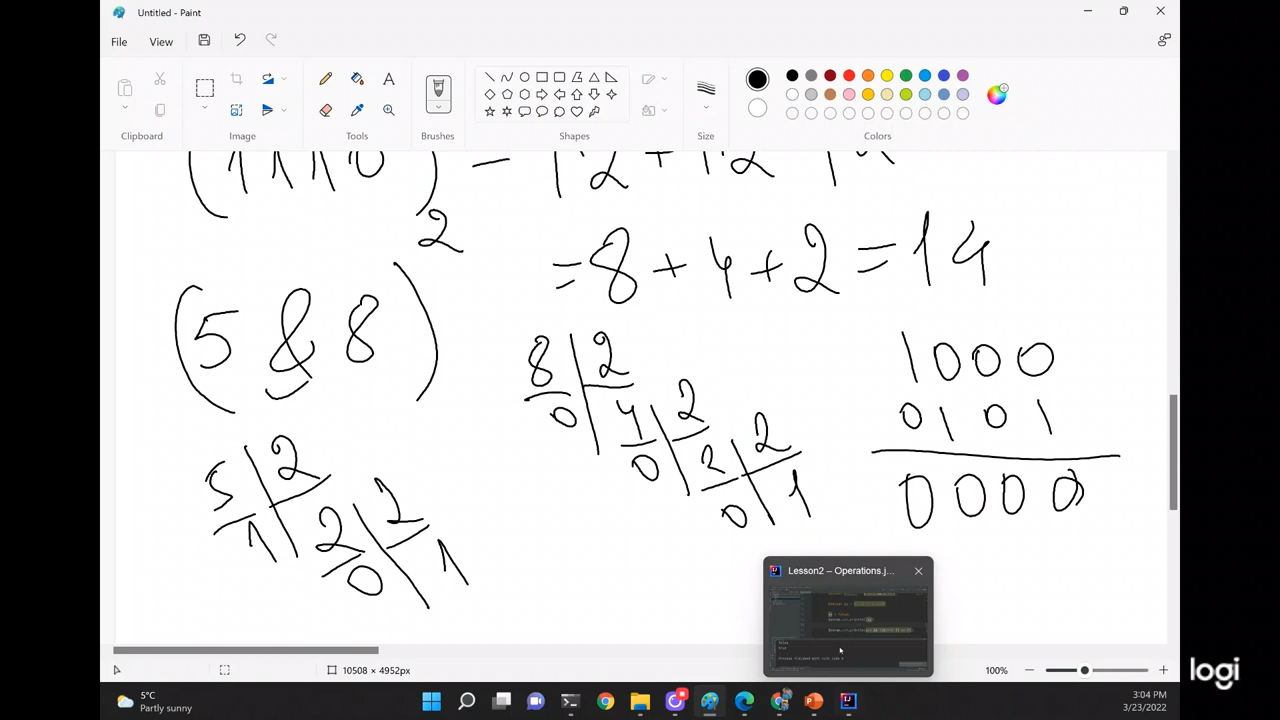 Untitled - Paint
File View
Clipboard Image Tools Brushes Shapes Size Colors
A
(1110)2
= 8 + 4 + 2 = 14
(5 & 8)
8 2
0 4 2
0 2 2
0 1
5 2
1 2 2
0 1
1000
0101
0000
Lesson2 – Operations.j...
10508 × 4952px
100%
5°C
Partly sunny
3:04 PM
3/23/2022
logi